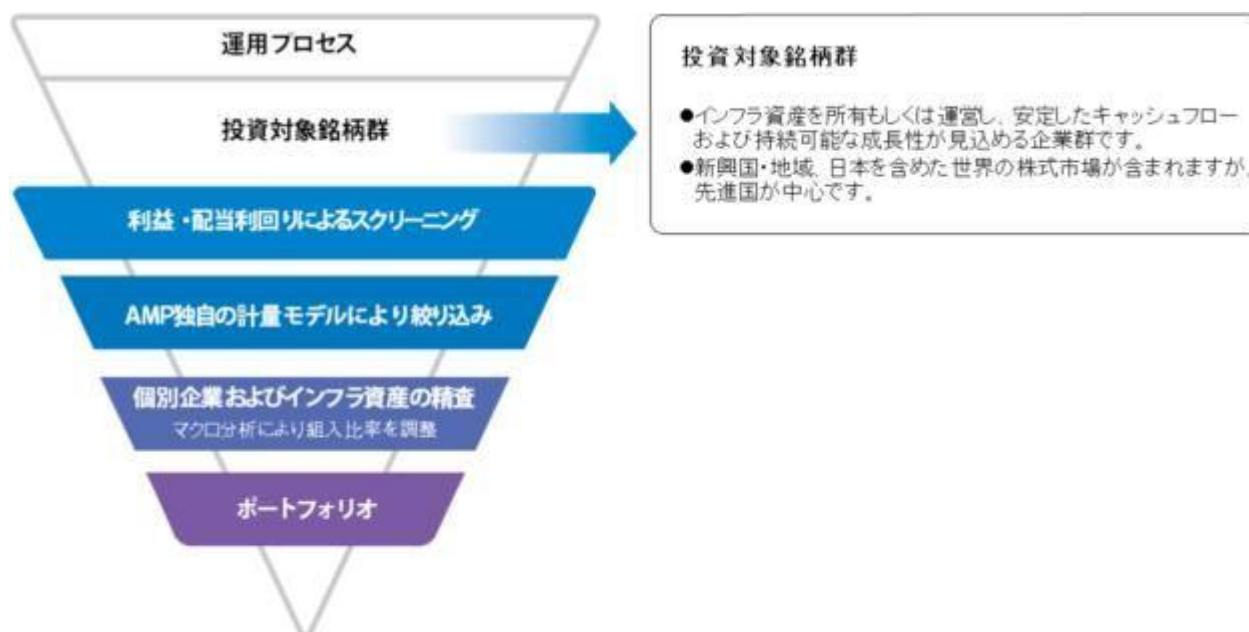 運用プロセス
投資対象銘柄群
利益・配当利回りによるスクリーニング
AMP独自の計量モデルにより絞り込み
個別企業およびインフラ資産の精査
マクロ分析により組入比率を調整
ポートフォリオ
投資対象銘柄群
●インフラ資産を所有もしくは運営し、安定したキャッシュフロー
および持続可能な成長性が見込める企業群です。
●新興国・地域、日本を含めた世界の株式市場が含まれますが、
先進国が中心です。